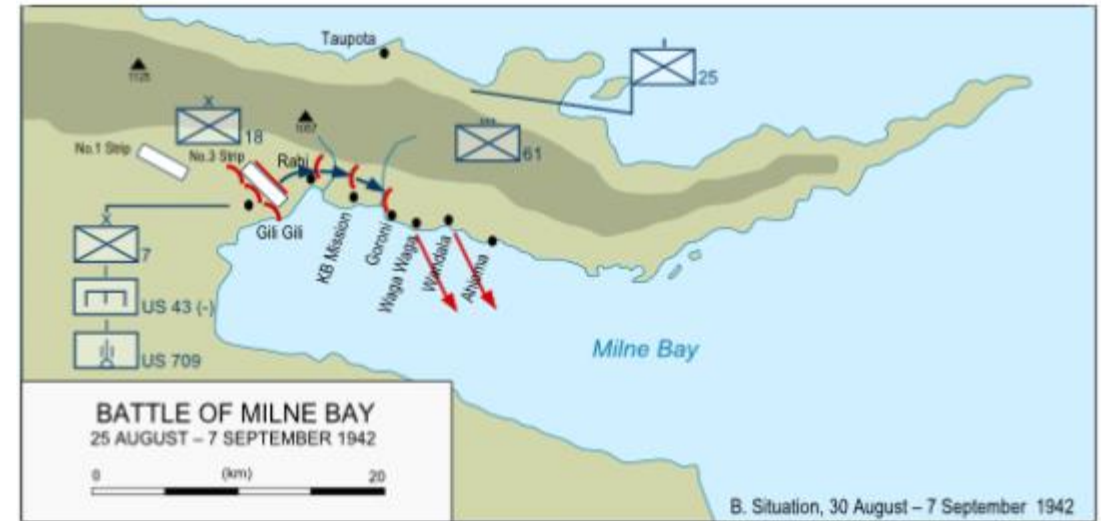 Taupota
25
1125
X
18
1067
61
No.1 Strip
No.3 Strip
Rabi
Gili Gili
KB Mission
Goroni
Waga Waga
Wandala
Ahioma
X
7
US 43 (-)
US 709
Milne Bay
BATTLE OF MILNE BAY
25 AUGUST – 7 SEPTEMBER 1942
0 (km) 20
B. Situation, 30 August – 7 September 1942